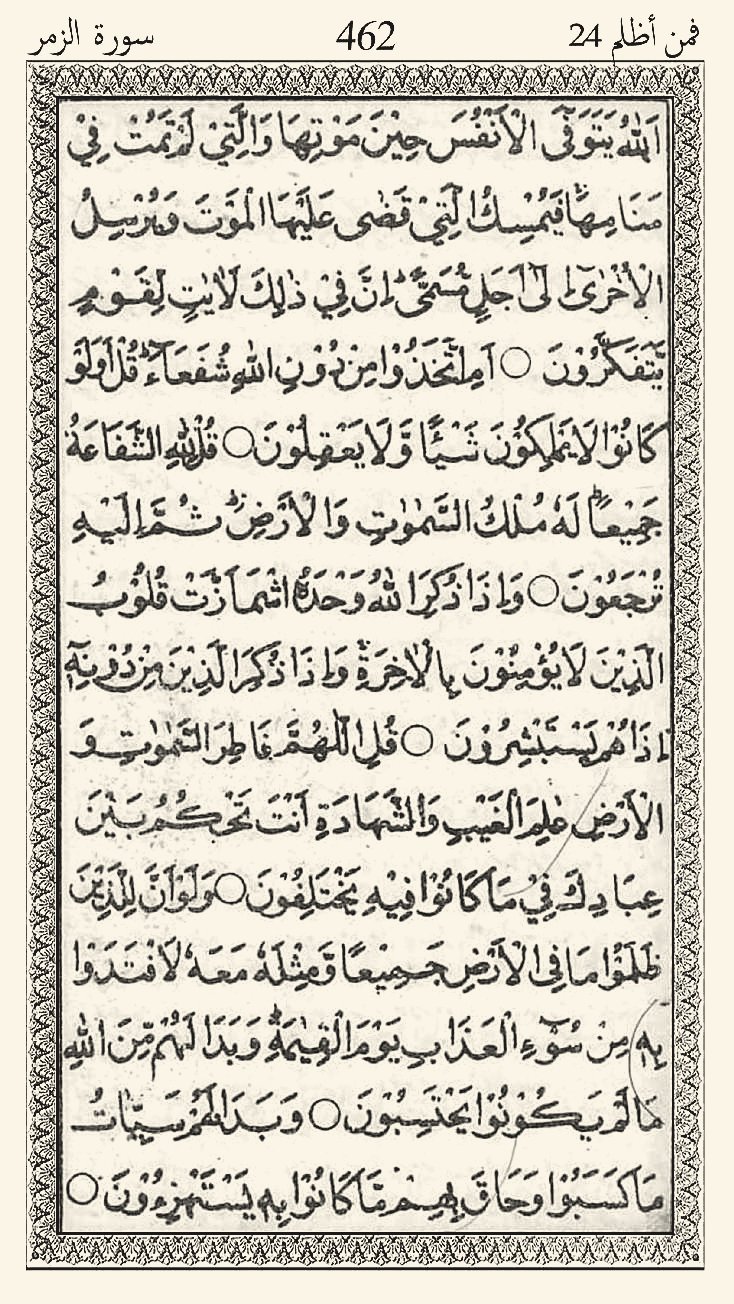 فمن أظلم 24 462 سورة الزمر
اَللّٰهُ يَتَوَفَّى الْاَنْفُسَ حِيْنَ مَوْتِهَا وَالَّتِيْ لَمْ تَمُتْ فِيْ
مَنَامِهَا ۚ فَيُمْسِكُ الَّتِيْ قَضٰى عَلَيْهَا الْمَوْتَ وَيُرْسِلُ
الْاُخْرٰٓى اِلٰٓى اَجَلٍ مُّسَمًّى ؕ اِنَّ فِيْ ذٰلِكَ لَاٰيٰتٍ لِّقَوْمٍ
يَّتَفَكَّرُوْنَ ○ اَمِ اتَّخَذُوْا مِنْ دُوْنِ اللّٰهِ شُفَعَآءَ ؕ قُلْ اَوَلَوْ
كَانُوْا لَا يَمْلِكُوْنَ شَيْـًٔا وَّلَا يَعْقِلُوْنَ ○ قُلْ لِّلّٰهِ الشَّفَاعَةُ
جَمِيْعًا ؕ لَهٗ مُلْكُ السَّمٰوٰتِ وَالْاَرْضِ ؕ ثُمَّ اِلَيْهِ
تُرْجَعُوْنَ ○ وَاِذَا ذُكِرَ اللّٰهُ وَحْدَهُ اشْمَاَزَّتْ قُلُوْبُ
الَّذِيْنَ لَا يُؤْمِنُوْنَ بِالْاٰخِرَةِ ۚ وَاِذَا ذُكِرَ الَّذِيْنَ مِنْ دُوْنِهٖٓ
اِذَا هُمْ يَسْتَبْشِرُوْنَ ○ قُلِ اللّٰهُمَّ فَاطِرَ السَّمٰوٰتِ وَ
الْاَرْضِ عٰلِمَ الْغَيْبِ وَالشَّهَادَةِ اَنْتَ تَحْكُمُ بَيْنَ
عِبَادِكَ فِيْ مَا كَانُوْا فِيْهِ يَخْتَلِفُوْنَ ○ وَلَوْ اَنَّ لِلَّذِيْنَ
ظَلَمُوْا مَا فِى الْاَرْضِ جَمِيْعًا وَّمِثْلَهٗ مَعَهٗ لَافْتَدَوْا
بِهٖ مِنْ سُوْٓءِ الْعَذَابِ يَوْمَ الْقِيٰمَةِ ؕ وَبَدَا لَهُمْ مِّنَ اللّٰهِ
مَا لَمْ يَكُوْنُوْا يَحْتَسِبُوْنَ ○ وَبَدَا لَهُمْ سَيِّاٰتُ
مَا كَسَبُوْا وَحَاقَ بِهِمْ مَّا كَانُوْا بِهٖ يَسْتَهْزِءُوْنَ ○